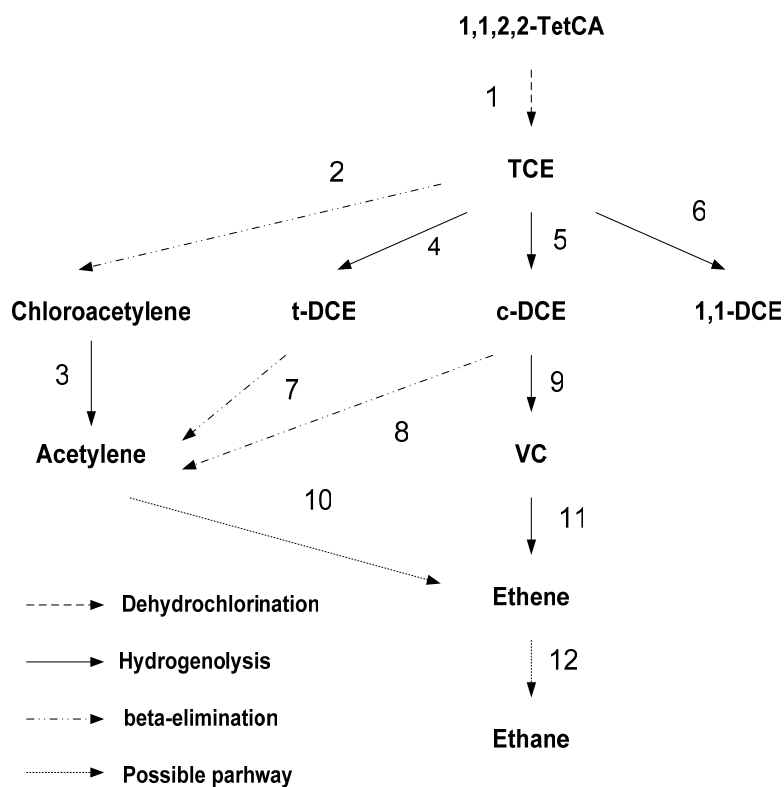 1,1,2,2-TetCA
1
TCE
2
4
5
6
Chloroacetylene
t-DCE
c-DCE
1,1-DCE
3
7
8
9
Acetylene
VC
10
11
Ethene
Dehydrochlorination
Hydrogenolysis
12
beta-elimination
Ethane
Possible parhway